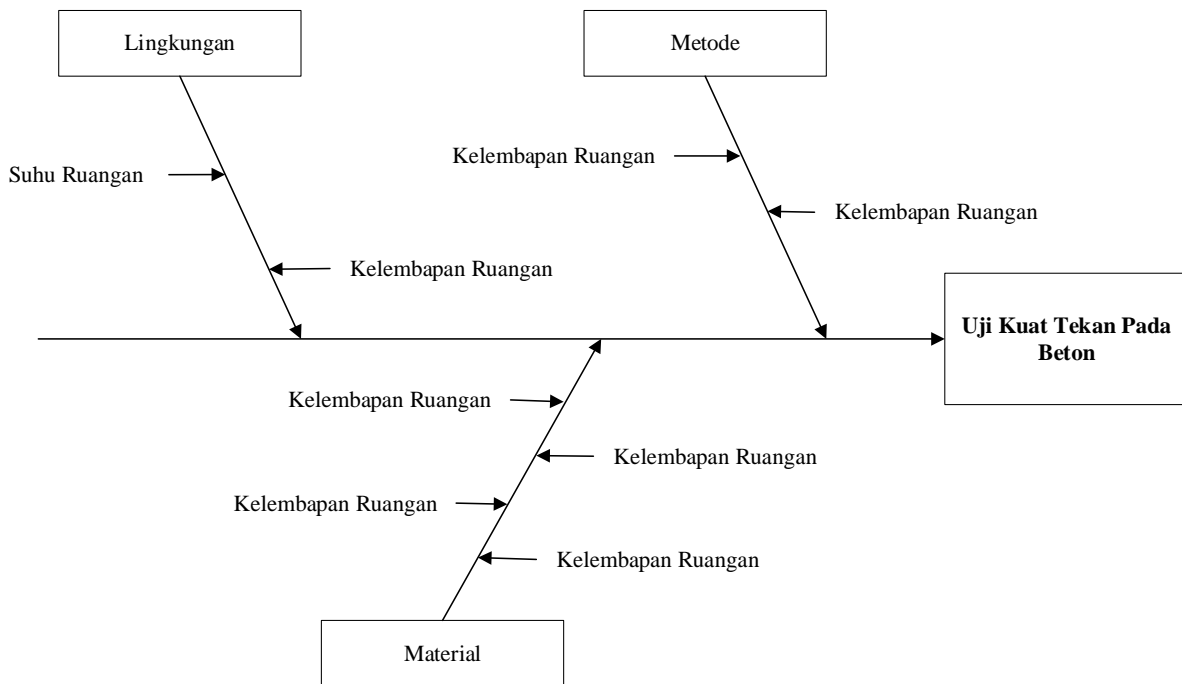 Lingkungan
Metode
Kelembapan Ruangan
Suhu Ruangan
Kelembapan Ruangan
Kelembapan Ruangan
Uji Kuat Tekan Pada
Beton
Kelembapan Ruangan
Kelembapan Ruangan
Kelembapan Ruangan
Kelembapan Ruangan
Material